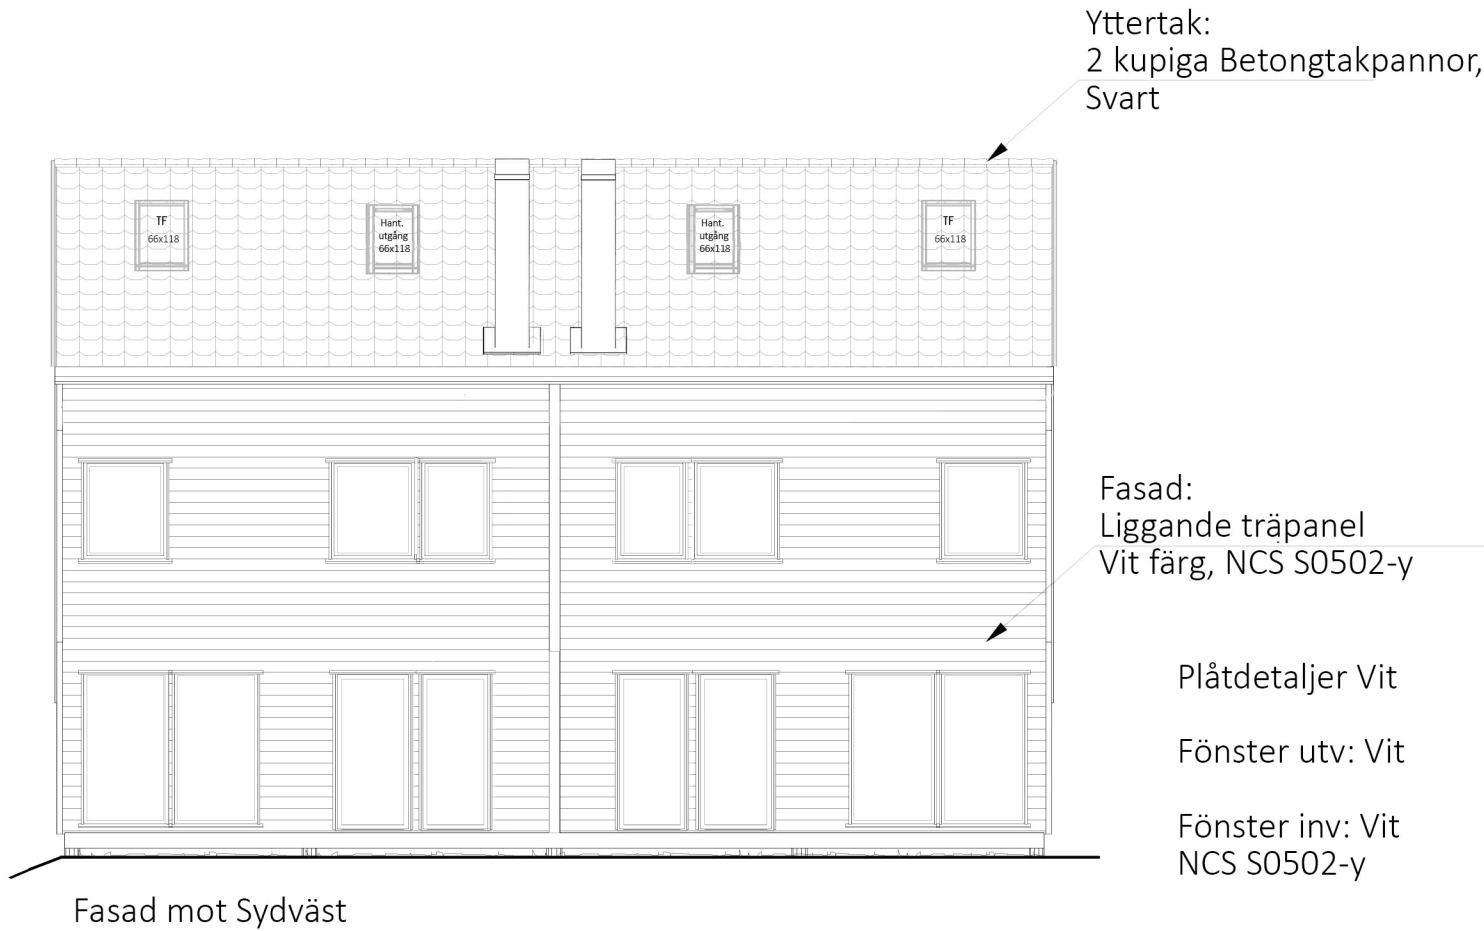 Yttertak:
2 kupiga Betongtakpannor,
Svart
TF
66x118
Hant.
utgång
66x118
Hant.
utgång
66x118
TF
66x118
Fasad:
Liggande träpanel
Vit färg, NCS S0502-y
Plåtdetaljer Vit
Fönster utv: Vit
Fönster inv: Vit
NCS S0502-y
Fasad mot Sydväst